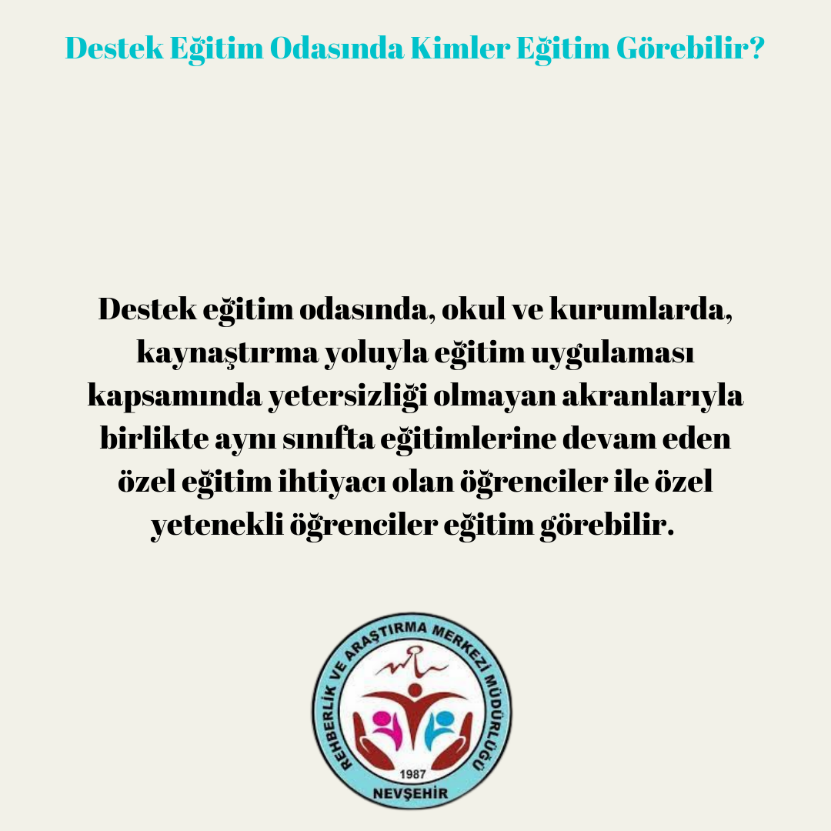 Destek Eğitim Odasında Kimler Eğitim Görebilir?
Destek eğitim odasında, okul ve kurumlarda,
kaynaştırma yoluyla eğitim uygulaması
kapsamında yetersizliği olmayan akranlarıyla
birlikte aynı sınıfta eğitimlerine devam eden
özel eğitim ihtiyacı olan öğrenciler ile özel
yetenekli öğrenciler eğitim görebilir.
REHBERLİK VE ARAŞTIRMA MERKEZİ MÜDÜRLÜĞÜ
1987
NEVŞEHİR